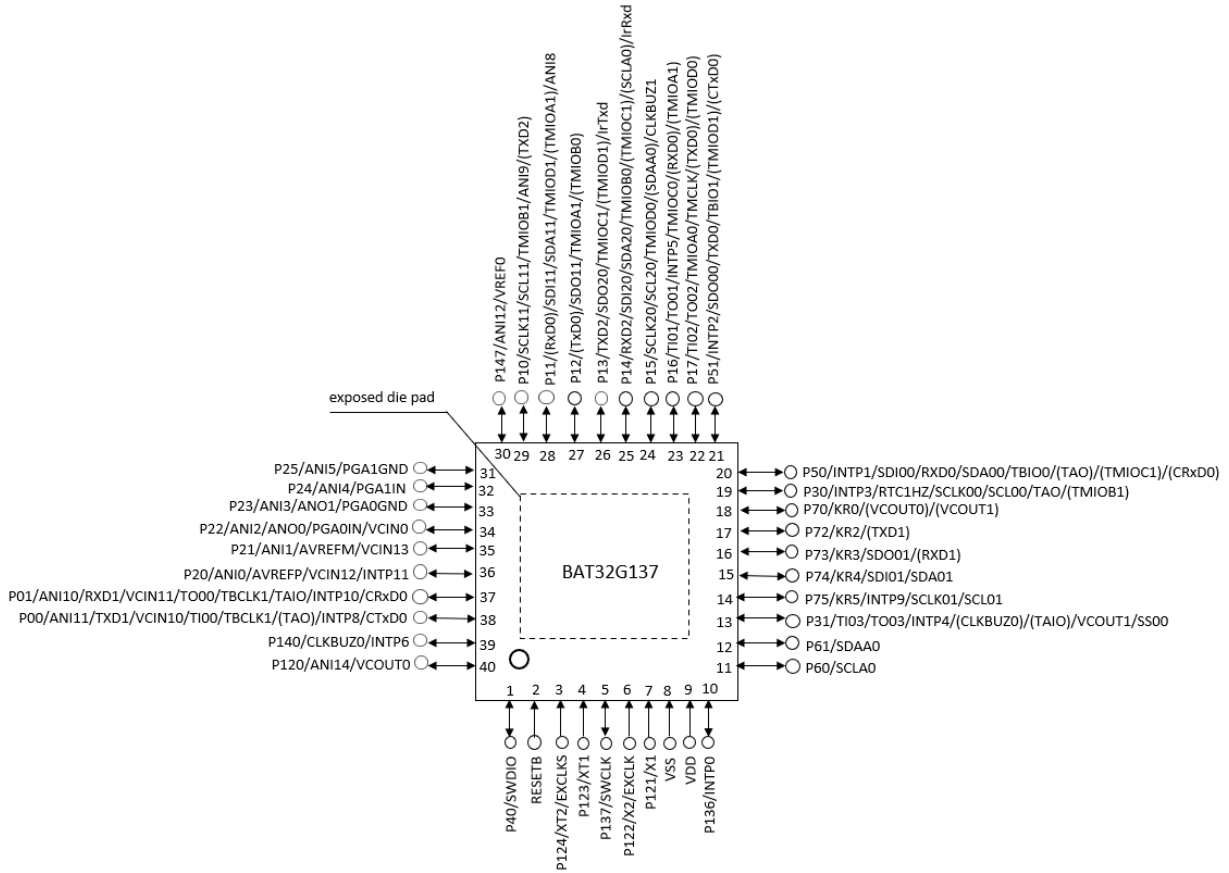 P147/ANI12/VREF0
P10/SCLK11/SCL11/TMIOB1/ANI9/(TXD2)
P11/(RxD0)/SDI11/SDA11/TMIOD1/(TMIOA1)/ANI8
P12/(TxD0)/SDO11/TMIOA1/(TMIOB0)
P13/TXD2/SDO20/TMIOC1/(TMIOD1)/IrTxd
P14/RXD2/SDI20/SDA20/TMIOB0/(TMIOC1)/(SCLA0)/IrRxd
P15/SCLK20/SCL20/TMIOD0/(SDAA0)/CLKBUZ1
P16/TI01/TO01/INTP5/TMIOC0/(RXD0)/(TMIOA1)
P17/TI02/TO02/TMIOA0/TMCLK/(TXD0)/(TMIOD0)
P51/INTP2/SDO00/TXD0/TBIO1/(TMIOD1)/(CTxD0)
exposed die pad
30 29 28 27 26 25 24 23 22 21
P25/ANI5/PGA1GND 31
P24/ANI4/PGA1IN 32
P23/ANI3/ANO1/PGA0GND 33
P22/ANI2/ANO0/PGA0IN/VCIN0 34
P21/ANI1/AVREFM/VCIN13 35
P20/ANI0/AVREFP/VCIN12/INTP11 36
P01/ANI10/RXD1/VCIN11/TO00/TBCLK1/TAIO/INTP10/CRxD0 37
P00/ANI11/TXD1/VCIN10/TI00/TBCLK1/(TAO)/INTP8/CTxD0 38
P140/CLKBUZ0/INTP6 39
P120/ANI14/VCOUT0 40
BAT32G137
20 P50/INTP1/SDI00/RXD0/SDA00/TBIO0/(TAO)/(TMIOC1)/(CRxD0)
19 P30/INTP3/RTC1HZ/SCLK00/SCL00/TAO/(TMIOB1)
18 P70/KR0/(VCOUT0)/(VCOUT1)
17 P72/KR2/(TXD1)
16 P73/KR3/SDO01/(RXD1)
15 P74/KR4/SDI01/SDA01
14 P75/KR5/INTP9/SCLK01/SCL01
13 P31/TI03/TO03/INTP4/(CLKBUZ0)/(TAIO)/VCOUT1/SS00
12 P61/SDAA0
11 P60/SCLA0
1 2 3 4 5 6 7 8 9 10
P40/SWDIO
RESETB
P124/XT2/EXCLKS
P123/XT1
P137/SWCLK
P122/X2/EXCLK
P121/X1
VSS
VDD
P136/INTP0